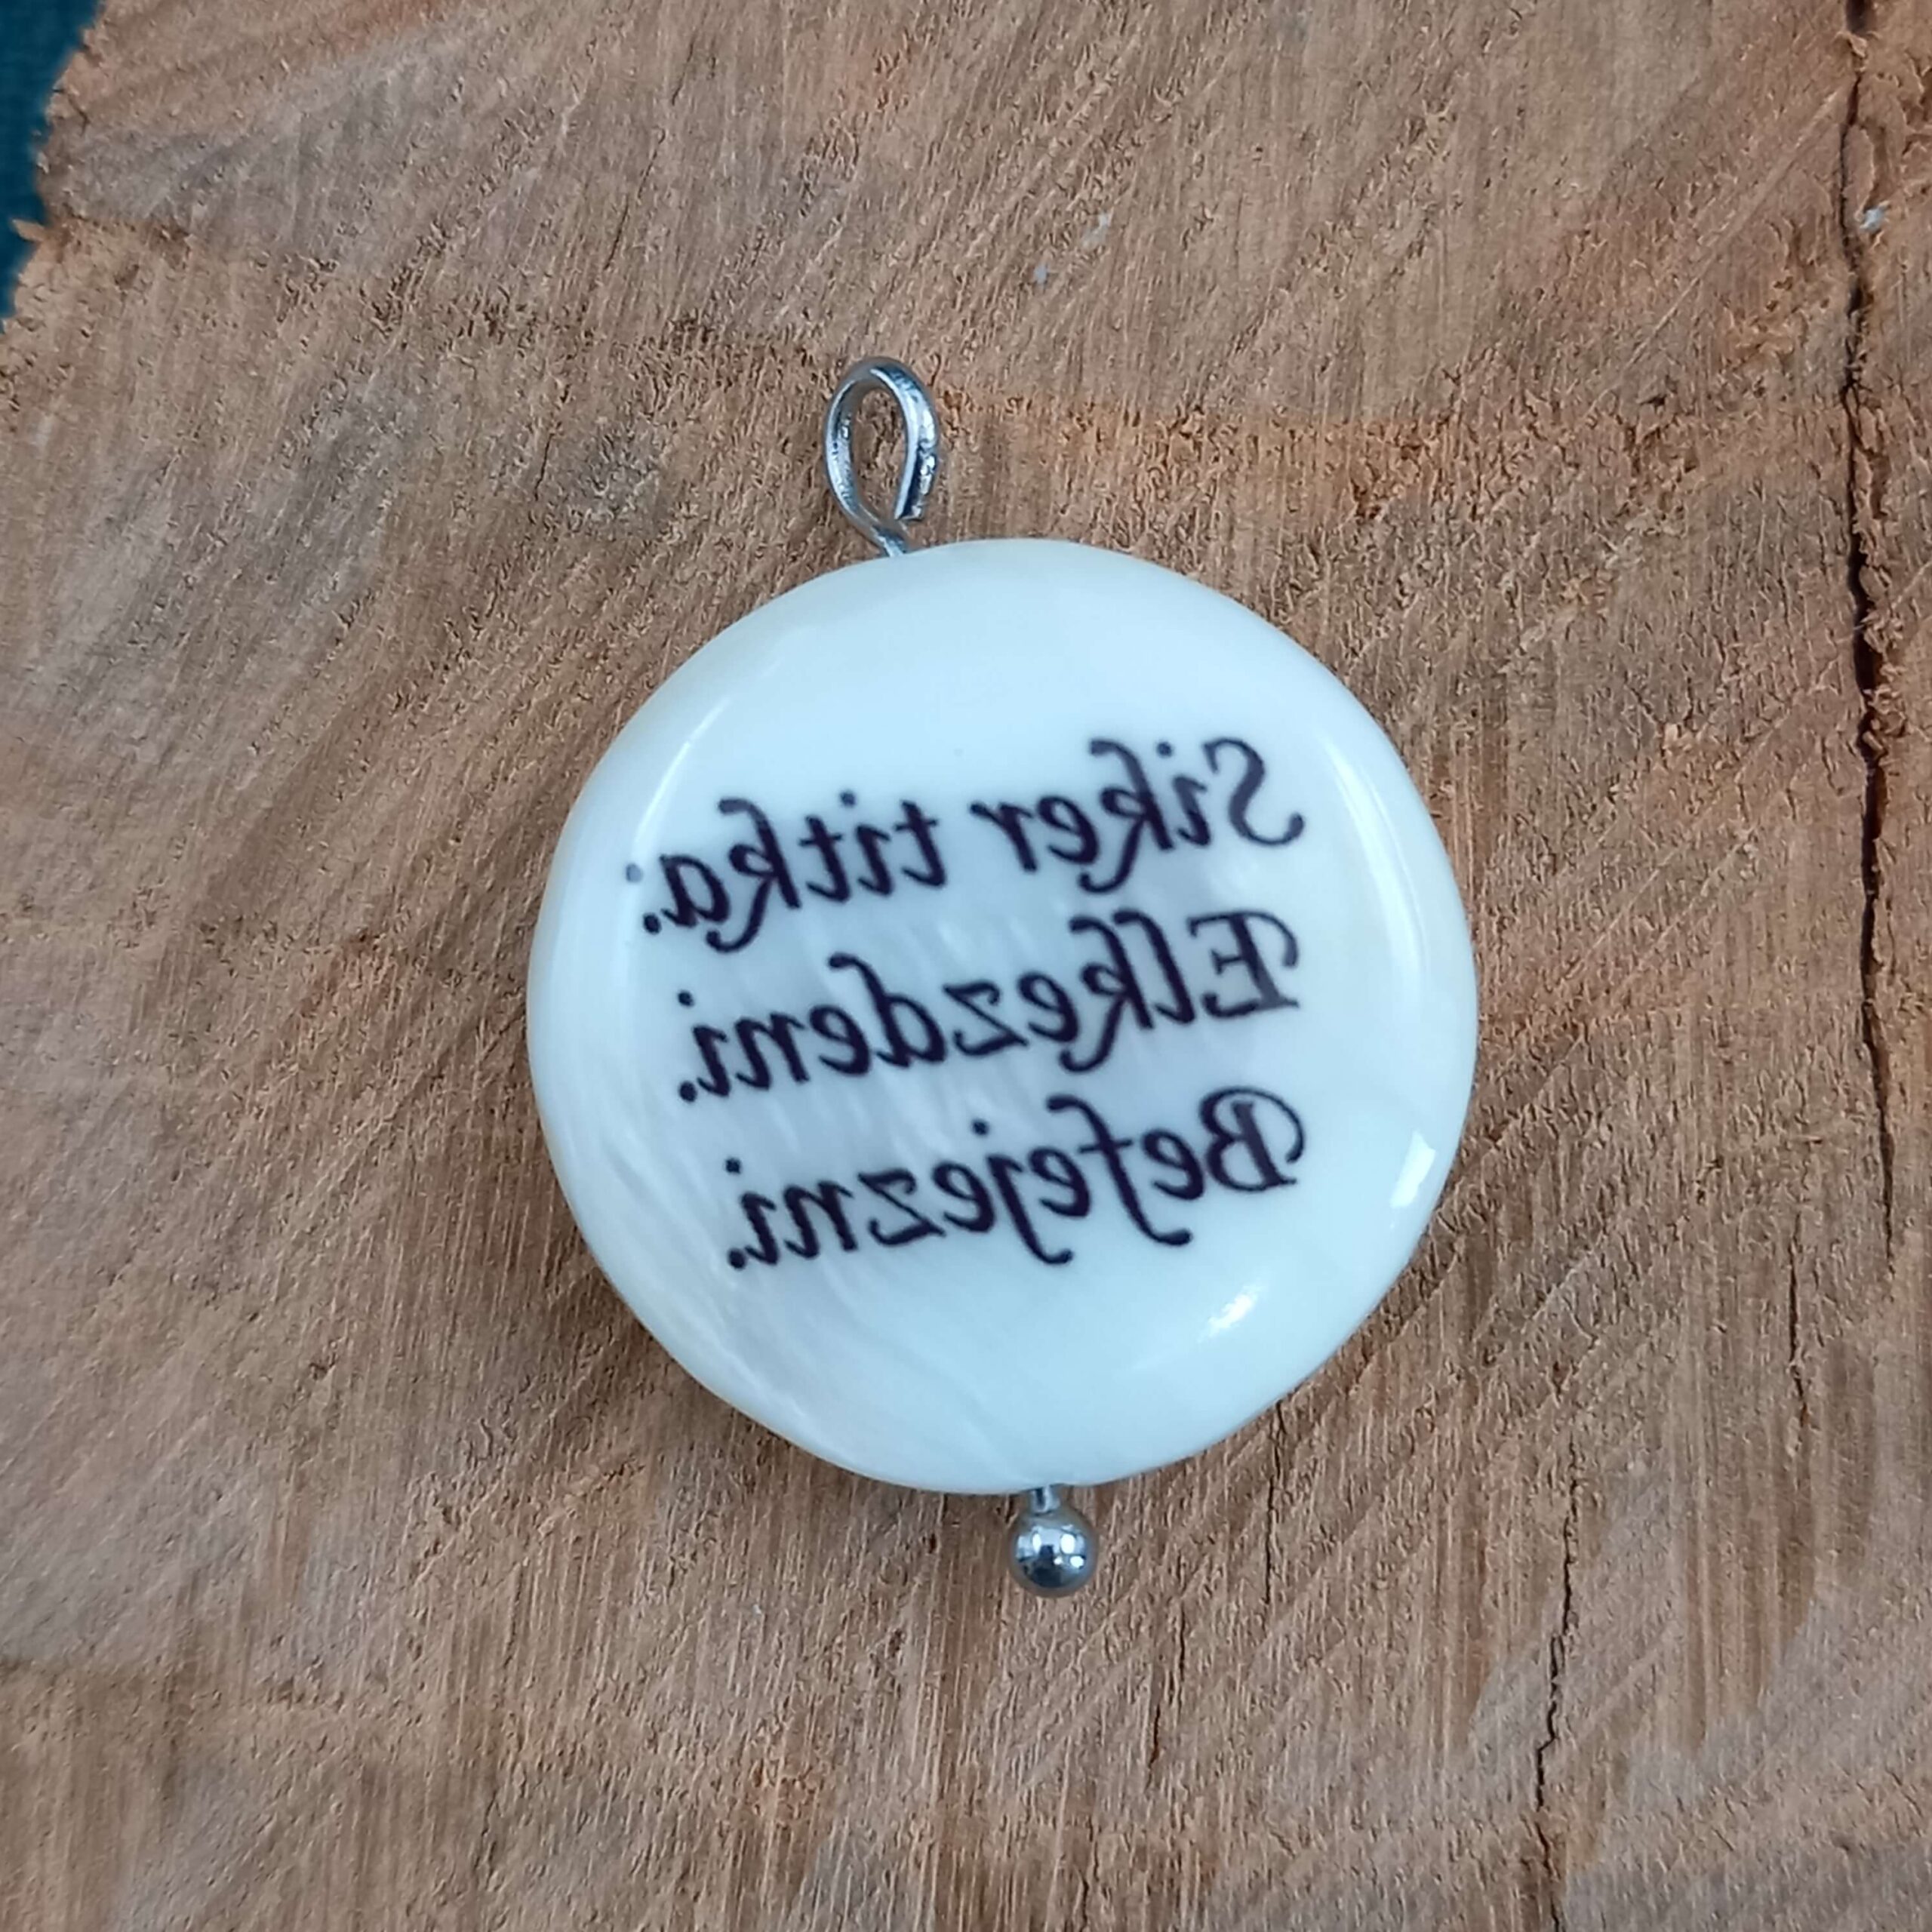 Siker titka:
Elkezdeni.
Befejezni.